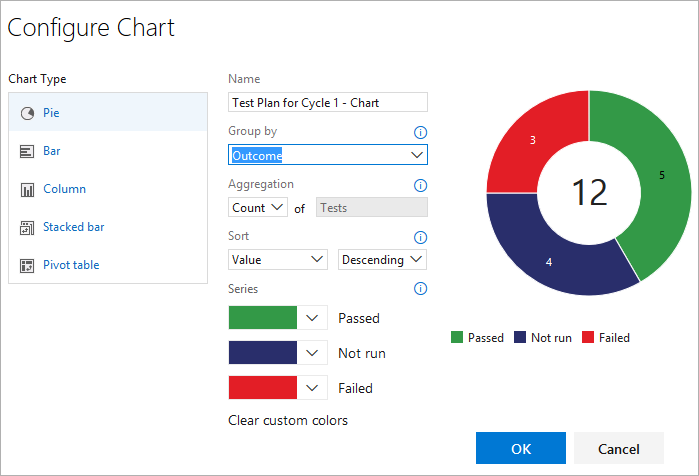 Configure Chart
Chart Type
Pie
Bar
Column
Stacked bar
Pivot table
Name
Test Plan for Cycle 1 - Chart
Group by
Outcome
Aggregation
Count of Tests
Sort
Value Descending
Series
Passed
Not run
Failed
Clear custom colors
3
5
12
4
Passed Not run Failed
OK Cancel